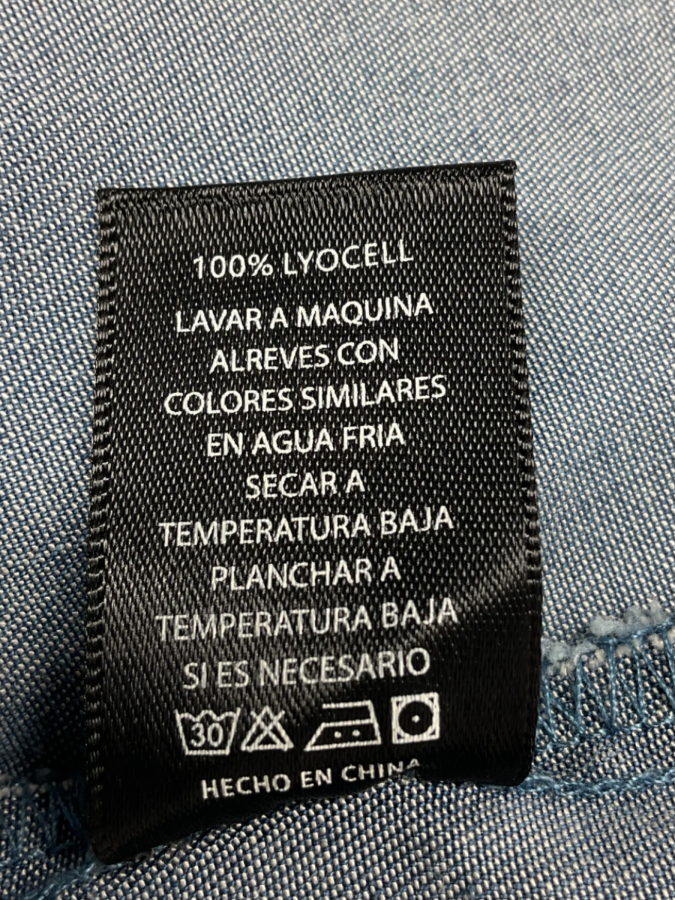 100% LYOCELL
LAVAR A MAQUINA
ALREVES CON
COLORES SIMILARES
EN AGUA FRIA
SECAR A
TEMPERATURA BAJA
PLANCHAR A
TEMPERATURA BAJA
SI ES NECESARIO
30
HECHO EN CHINA